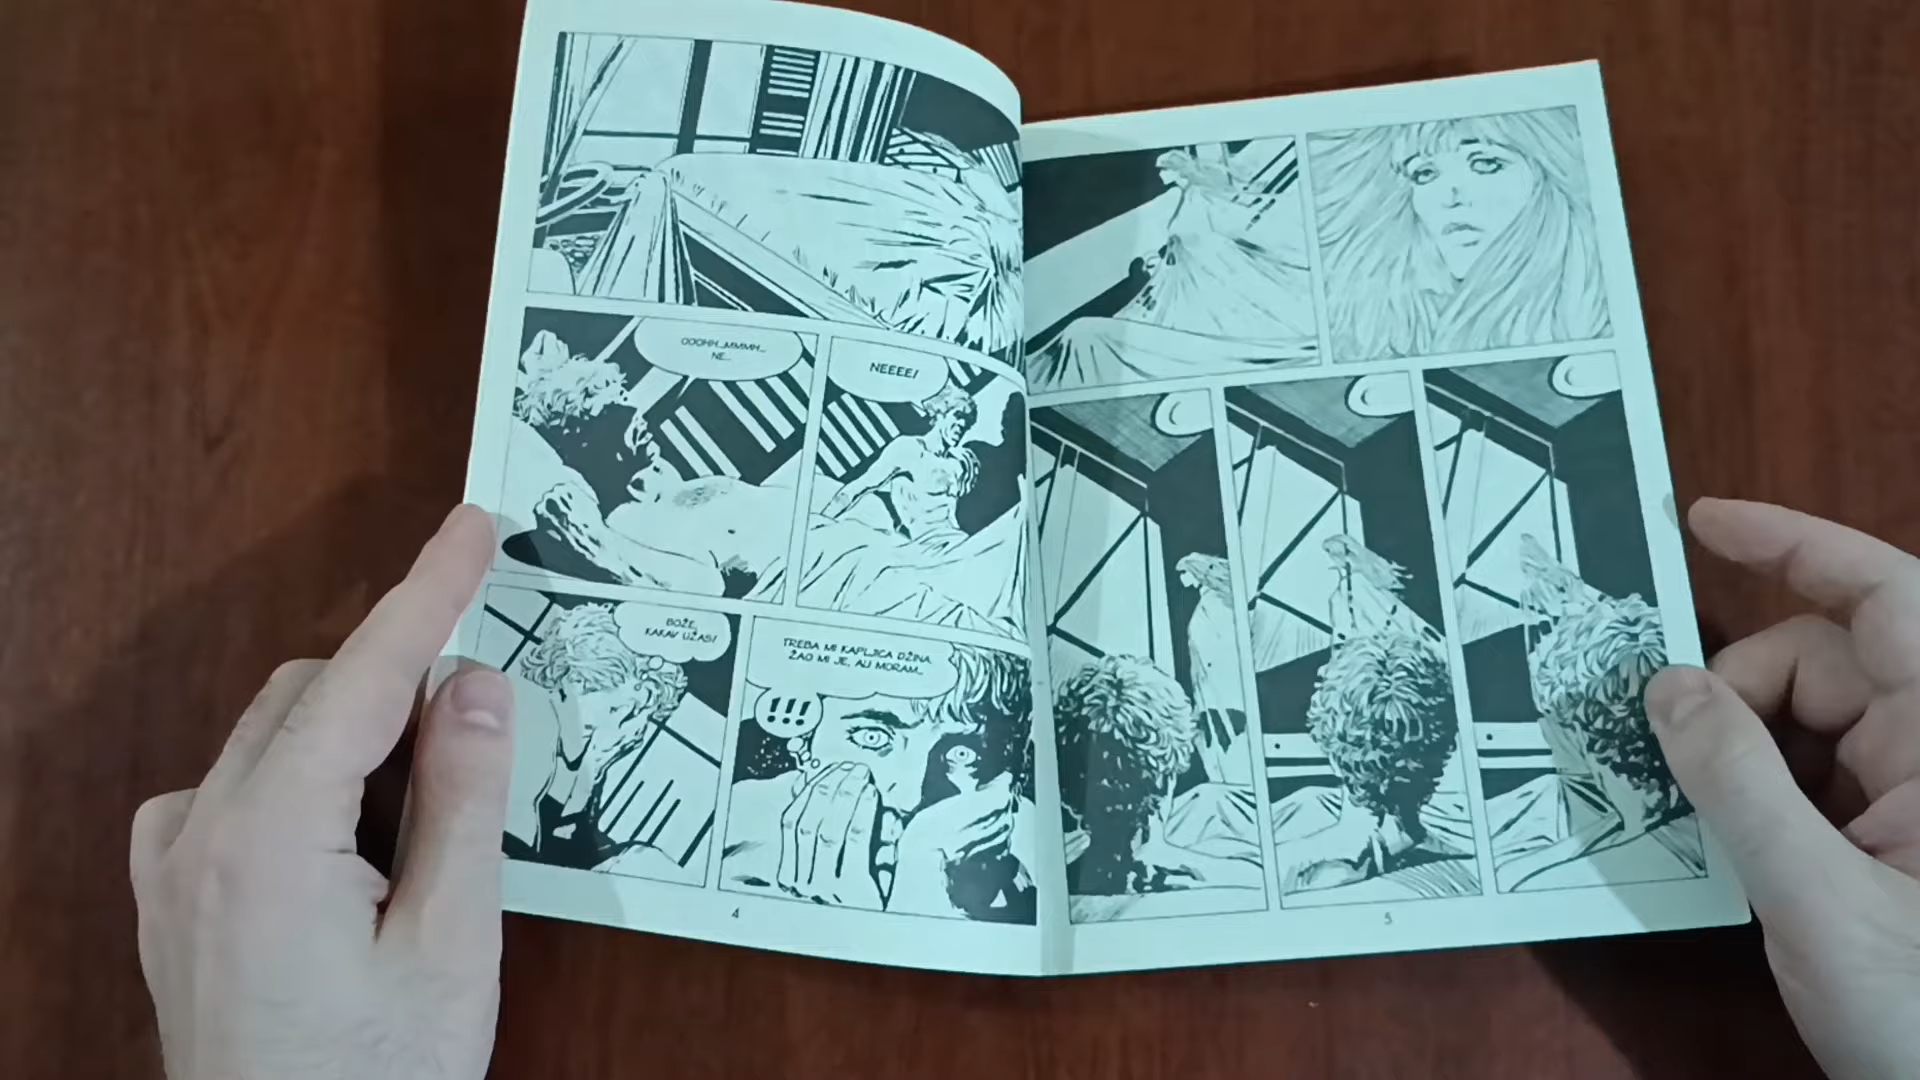 OOOHH...MMMH...
NE...
NEEEE!
BOŽE,
KAKAV UŽAS!
TREBA MI KAPLJICA DŽINA.
ŽAO MI JE, ALI MORAM...
!!!
4
5